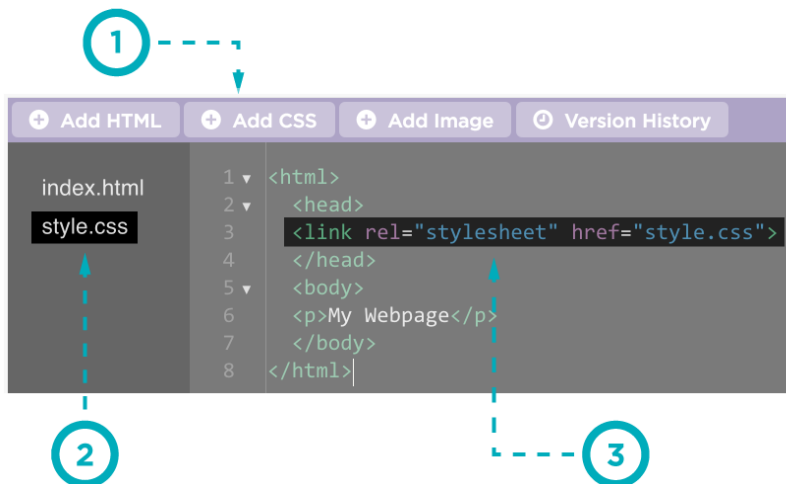 1
Add HTML Add CSS Add Image Version History
index.html
style.css
1 <html>
2 <head>
3 <link rel="stylesheet" href="style.css">
4 </head>
5 <body>
6 <p>My Webpage</p>
7 </body>
8 </html>
2
3